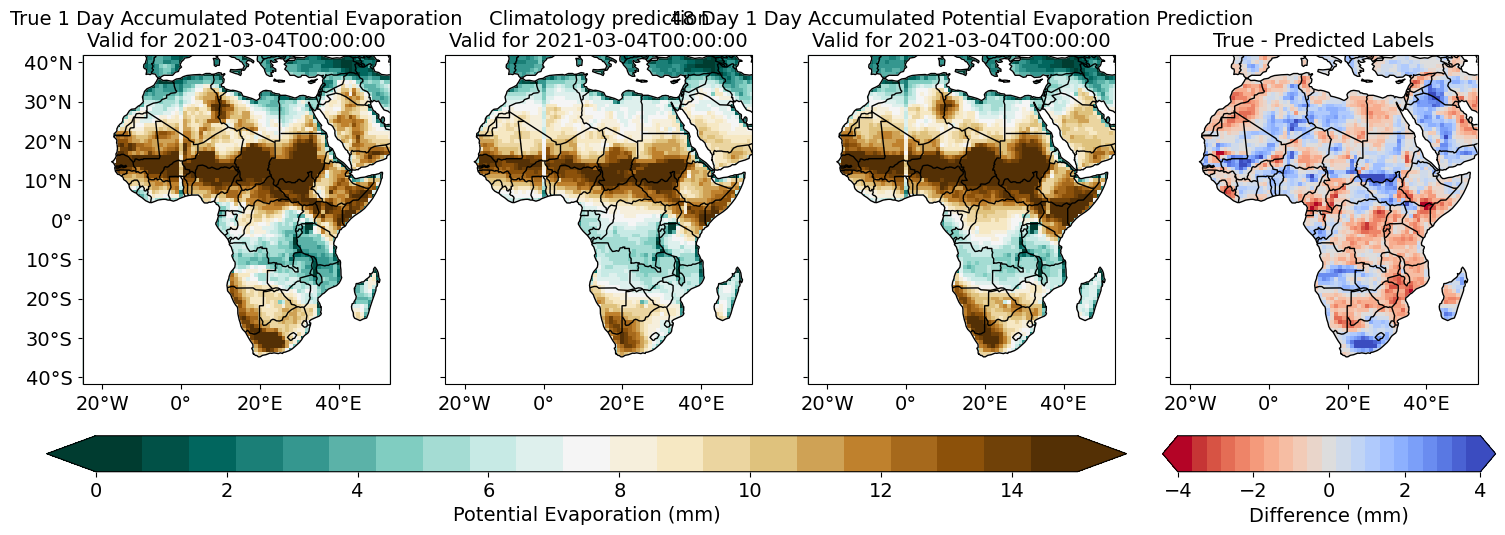 True 1 Day Accumulated Potential Evaporation
Valid for 2021-03-04T00:00:00
Climatology prediction
Valid for 2021-03-04T00:00:00
48 Day 1 Day Accumulated Potential Evaporation Prediction
Valid for 2021-03-04T00:00:00
True - Predicted Labels
40°N
30°N
20°N
10°N
0°
10°S
20°S
30°S
40°S
20°W 0° 20°E 40°E
20°W 0° 20°E 40°E
20°W 0° 20°E 40°E
20°W 0° 20°E 40°E
0 2 4 6 8 10 12 14
Potential Evaporation (mm)
−4 −2 0 2 4
Difference (mm)